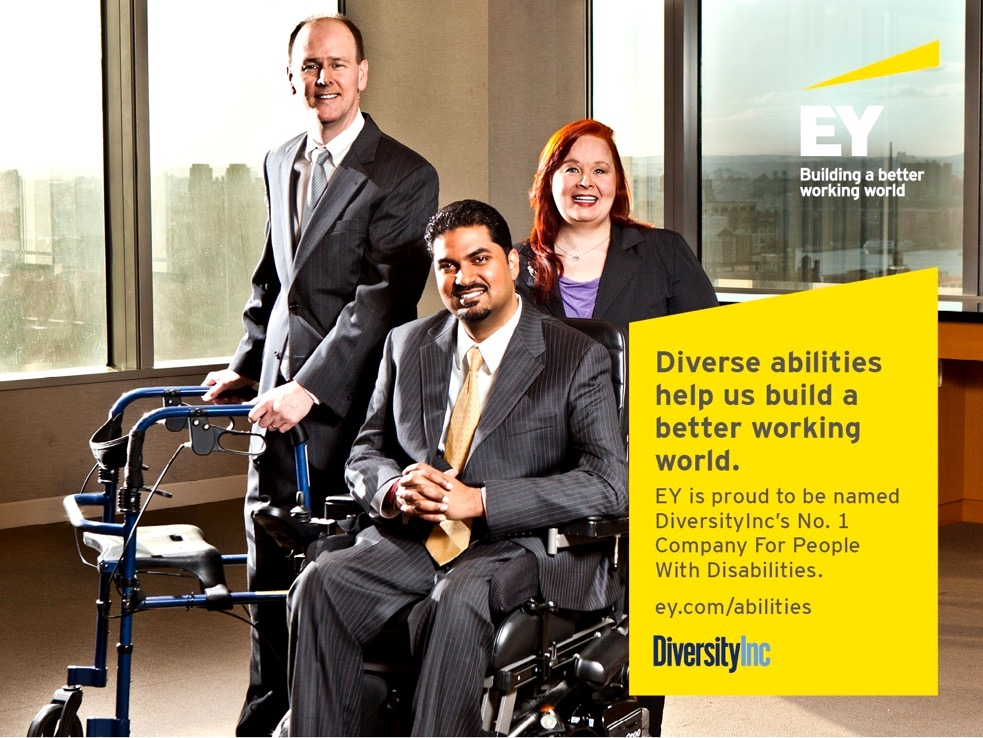 EY
Building a better
working world
Diverse abilities
help us build a
better working
world.
EY is proud to be named
DiversityInc's No. 1
Company For People
With Disabilities.
ey.com/abilities
DiversityInc